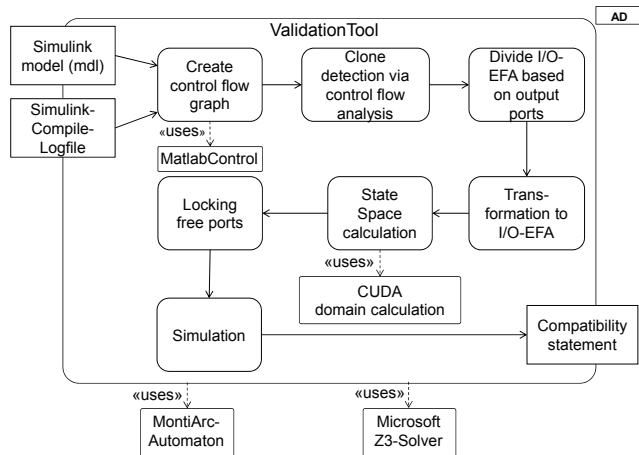 AD
ValidationTool
Simulink
model (mdl)
Simulink-
Compile-
Logfile
Create
control flow
graph
Clone
detection via
control flow
analysis
Divide I/O-
EFA based
on output
ports
«uses»
MatlabControl
Locking
free ports
State
Space
calculation
Trans-
formation to
I/O-EFA
«uses»
CUDA
domain calculation
Simulation
Compatibility
statement
«uses»
MontiArc-
Automaton
«uses»
Microsoft
Z3-Solver